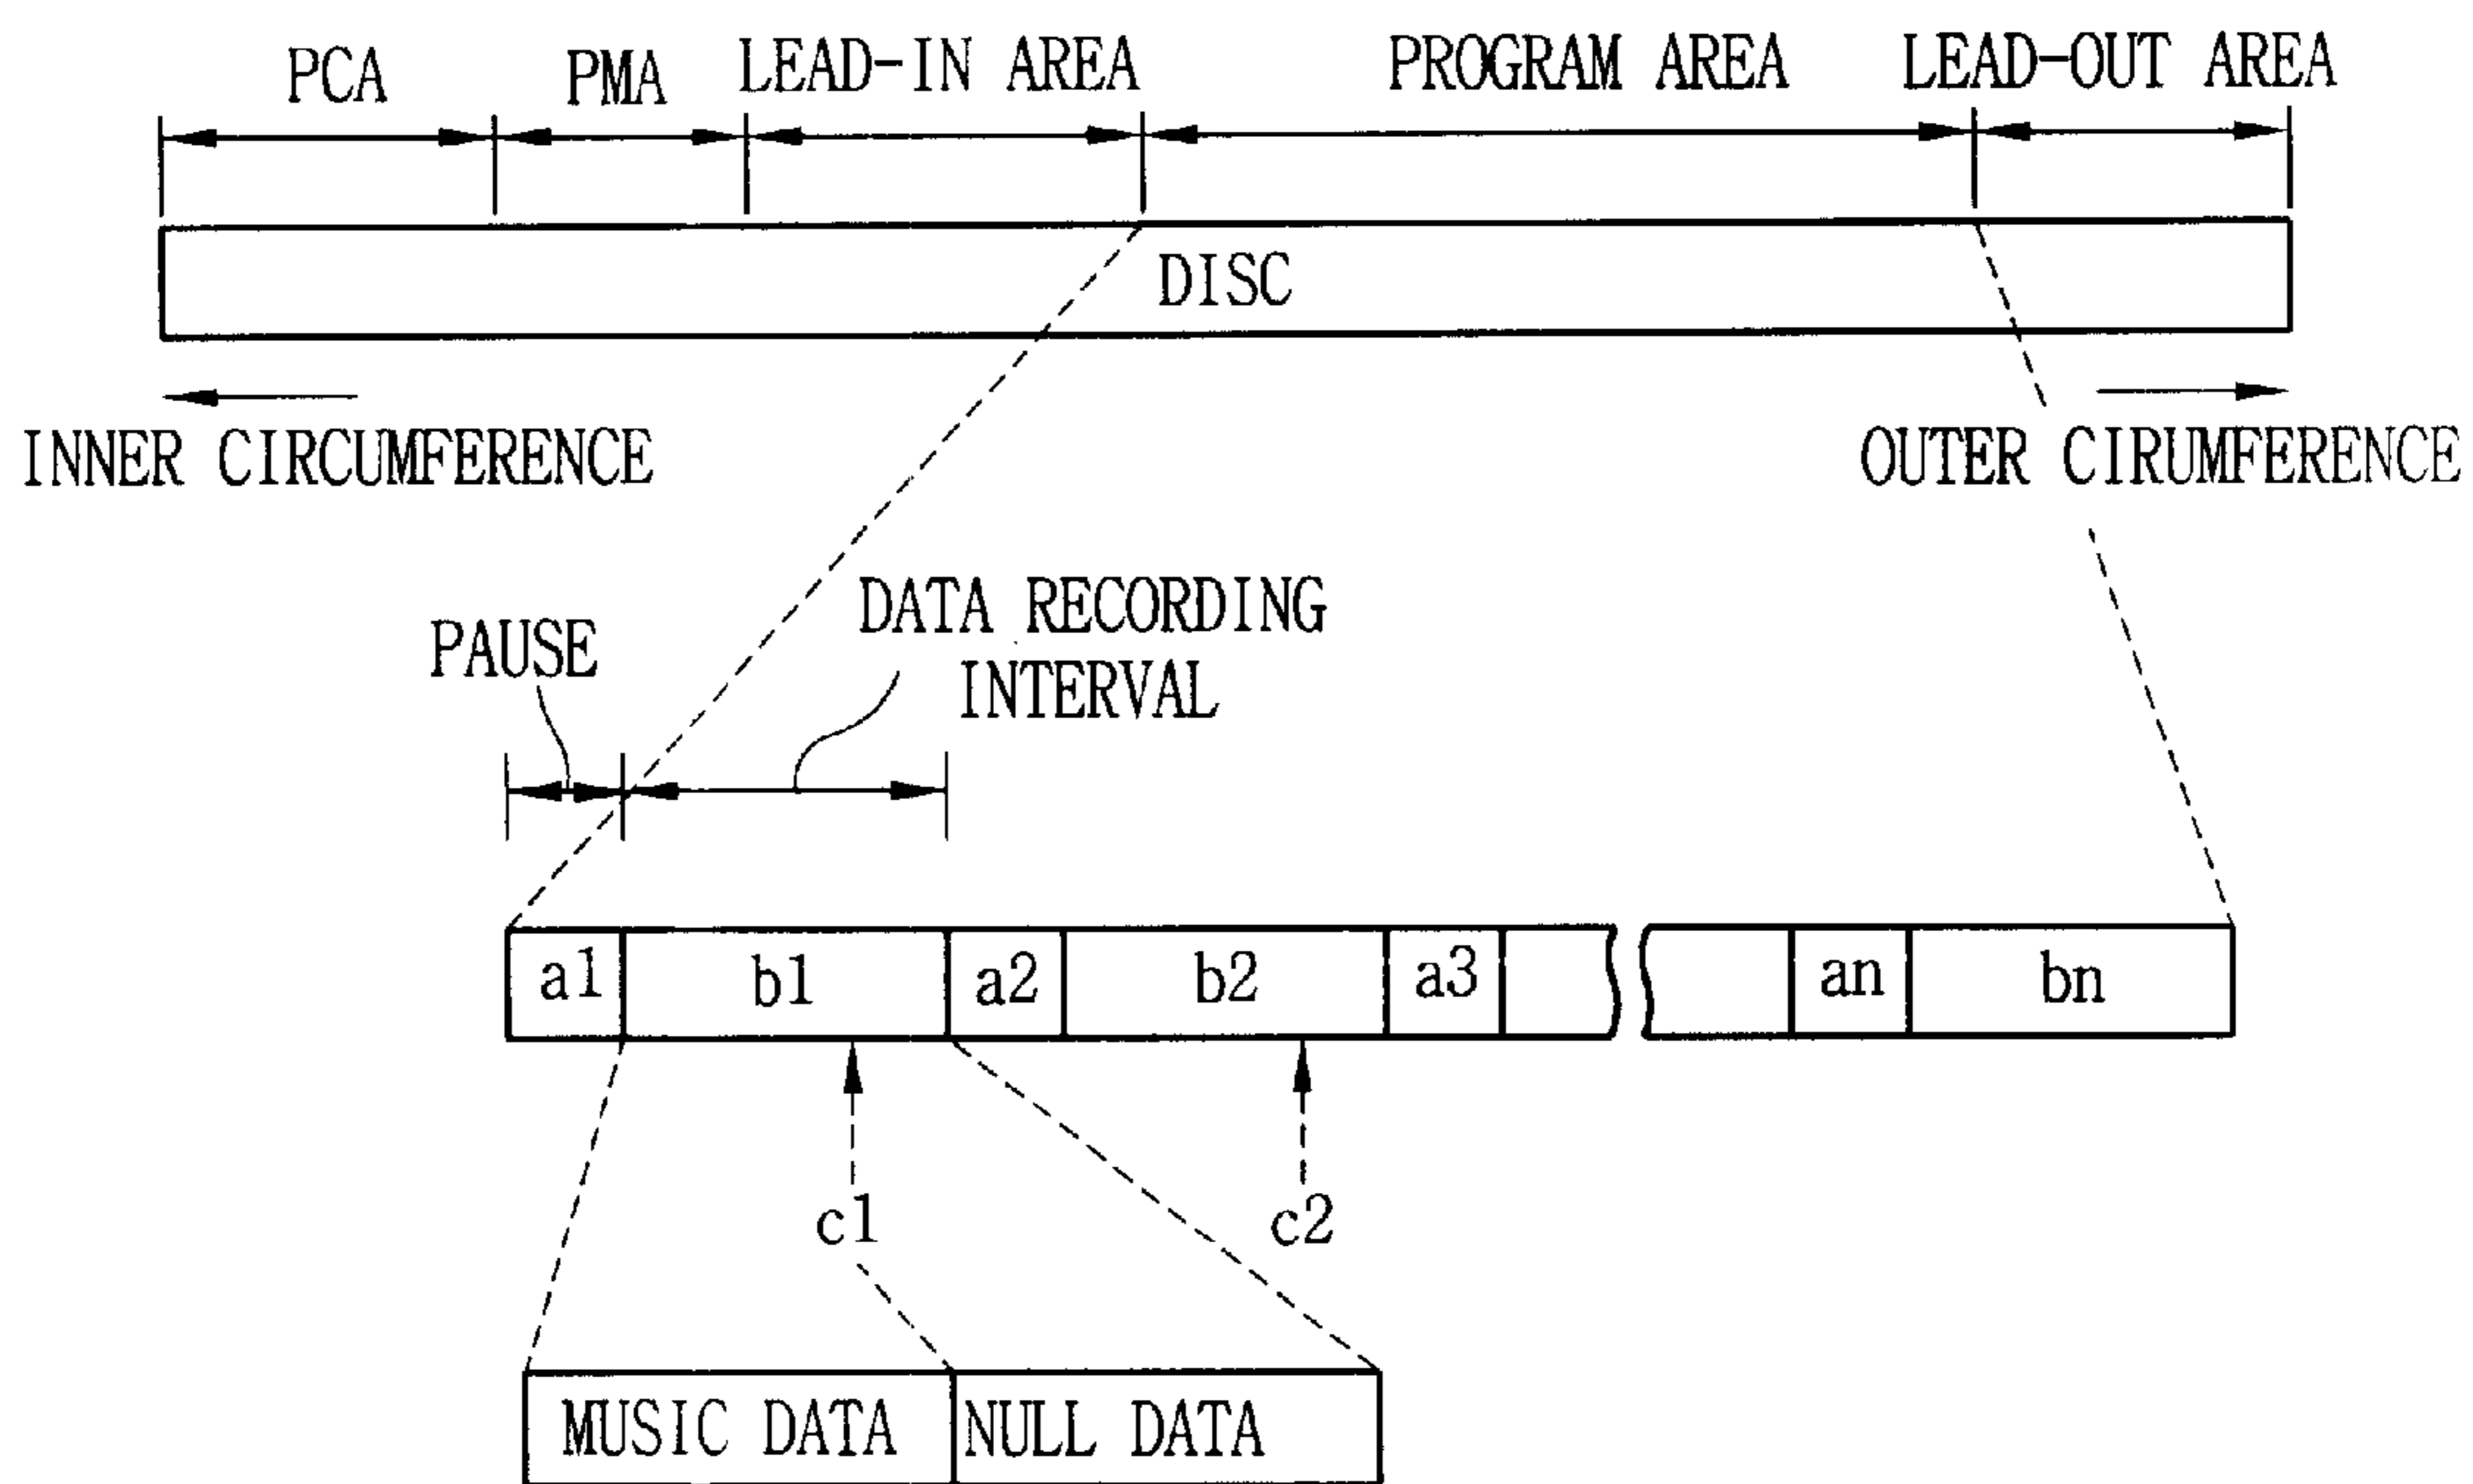 PCA PMA LEAD-IN AREA PROGRAM AREA LEAD-OUT AREA
DISC
INNER CIRCUMFERENCE OUTER CIRUMFERENCE
PAUSE
DATA RECORDING
INTERVAL
a1 b1 a2 b2 a3 an bn
c1 c2
MUSIC DATA NULL DATA